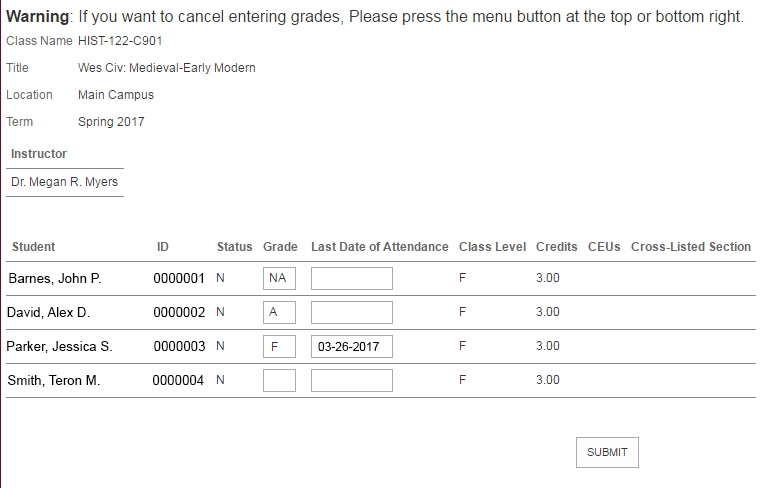 Warning: If you want to cancel entering grades, Please press the menu button at the top or bottom right.
Class Name HIST-122-C901
Title Wes Civ: Medieval-Early Modern
Location Main Campus
Term Spring 2017
Instructor
Dr. Megan R. Myers
Student ID Status Grade Last Date of Attendance Class Level Credits CEUs Cross-Listed Section
Barnes, John P. 0000001 N NA F 3.00
David, Alex D. 0000002 N A F 3.00
Parker, Jessica S. 0000003 N F 03-26-2017 F 3.00
Smith, Teron M. 0000004 N F 3.00
SUBMIT